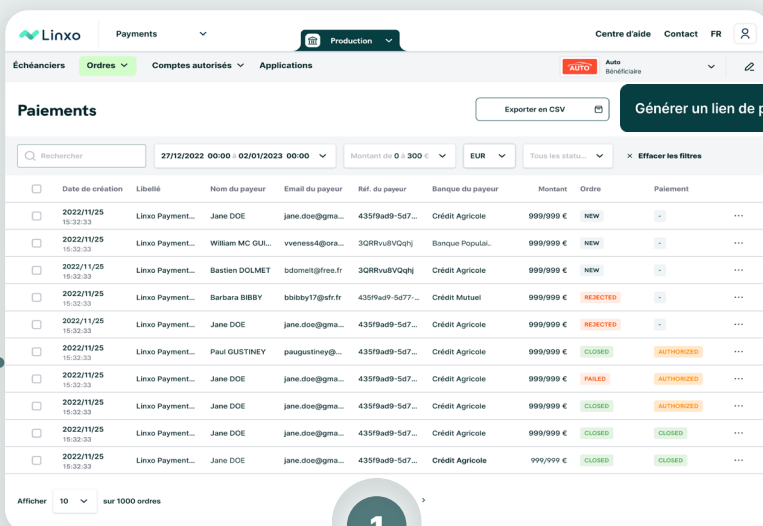 Linxo Payments Production Centre d'aide Contact FR
Échéanciers Ordres Comptes autorisés Applications AUTO Auto
Bénéficiaire
Paiements Exporter en CSV Générer un lien de p
Rechercher 27/12/2022 00:00 à 02/01/2023 00:00 Montant de 0 à 300 € EUR Tous les statu... × Effacer les filtres
Date de création Libellé Nom du payeur Email du payeur Réf. du payeur Banque du payeur Montant Ordre Paiement
2022/11/25 Linxo Payment... Jane DOE jane.doe@gma... 435f9ad9-5d7... Crédit Agricole 999/999 € NEW - ...
15:32:33
2022/11/25 Linxo Payment... William MC GUI... vveness4@ora... 3QRRvu8VQqhj Banque Populai.. 999/999 € NEW - ...
15:32:33
2022/11/25 Linxo Payment... Bastien DOLMET bdomelt@free.fr 3QRRvu8VQqhj Crédit Agricole 999/999 € NEW - ...
15:32:33
2022/11/25 Linxo Payment... Barbara BIBBY bbibby17@sfr.fr 435f9ad9-5d77-... Crédit Mutuel 999/999 € REJECTED - ...
15:32:33
2022/11/25 Linxo Payment... Jane DOE jane.doe@gma... 435f9ad9-5d7... Crédit Agricole 999/999 € REJECTED - ...
15:32:33
2022/11/25 Linxo Payment... Paul GUSTINEY paugustiney@... 435f9ad9-5d7... Crédit Agricole 999/999 € CLOSED AUTHORIZED ...
15:32:33
2022/11/25 Linxo Payment... Jane DOE jane.doe@gma... 435f9ad9-5d7... Crédit Agricole 999/999 € FAILED AUTHORIZED ...
15:32:33
2022/11/25 Linxo Payment... Jane DOE jane.doe@gma... 435f9ad9-5d7... Crédit Agricole 999/999 € CLOSED AUTHORIZED ...
15:32:33
2022/11/25 Linxo Payment... Jane DOE jane.doe@gma... 435f9ad9-5d7... Crédit Agricole 999/999 € CLOSED CLOSED ...
15:32:33
2022/11/25 Linxo Payment... Jane DOE jane.doe@gma... 435f9ad9-5d7... Crédit Agricole 999/999 € CLOSED CLOSED ...
15:32:33
Afficher 10 sur 1000 ordres 1 >